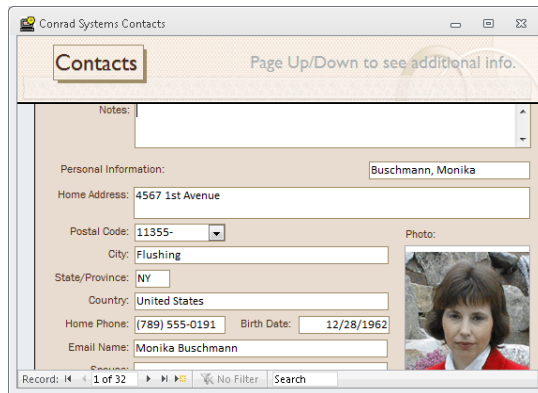 Conrad Systems Contacts
Contacts
Page Up/Down to see additional info.
Notes:
Personal Information:
Buschmann, Monika
Home Address: 4567 1st Avenue
Postal Code: 11355-
Photo:
City: Flushing
State/Province: NY
Country: United States
Home Phone: (789) 555-0191 Birth Date: 12/28/1962
Email Name: Monika Buschmann
Record: 1 of 32 No Filter Search